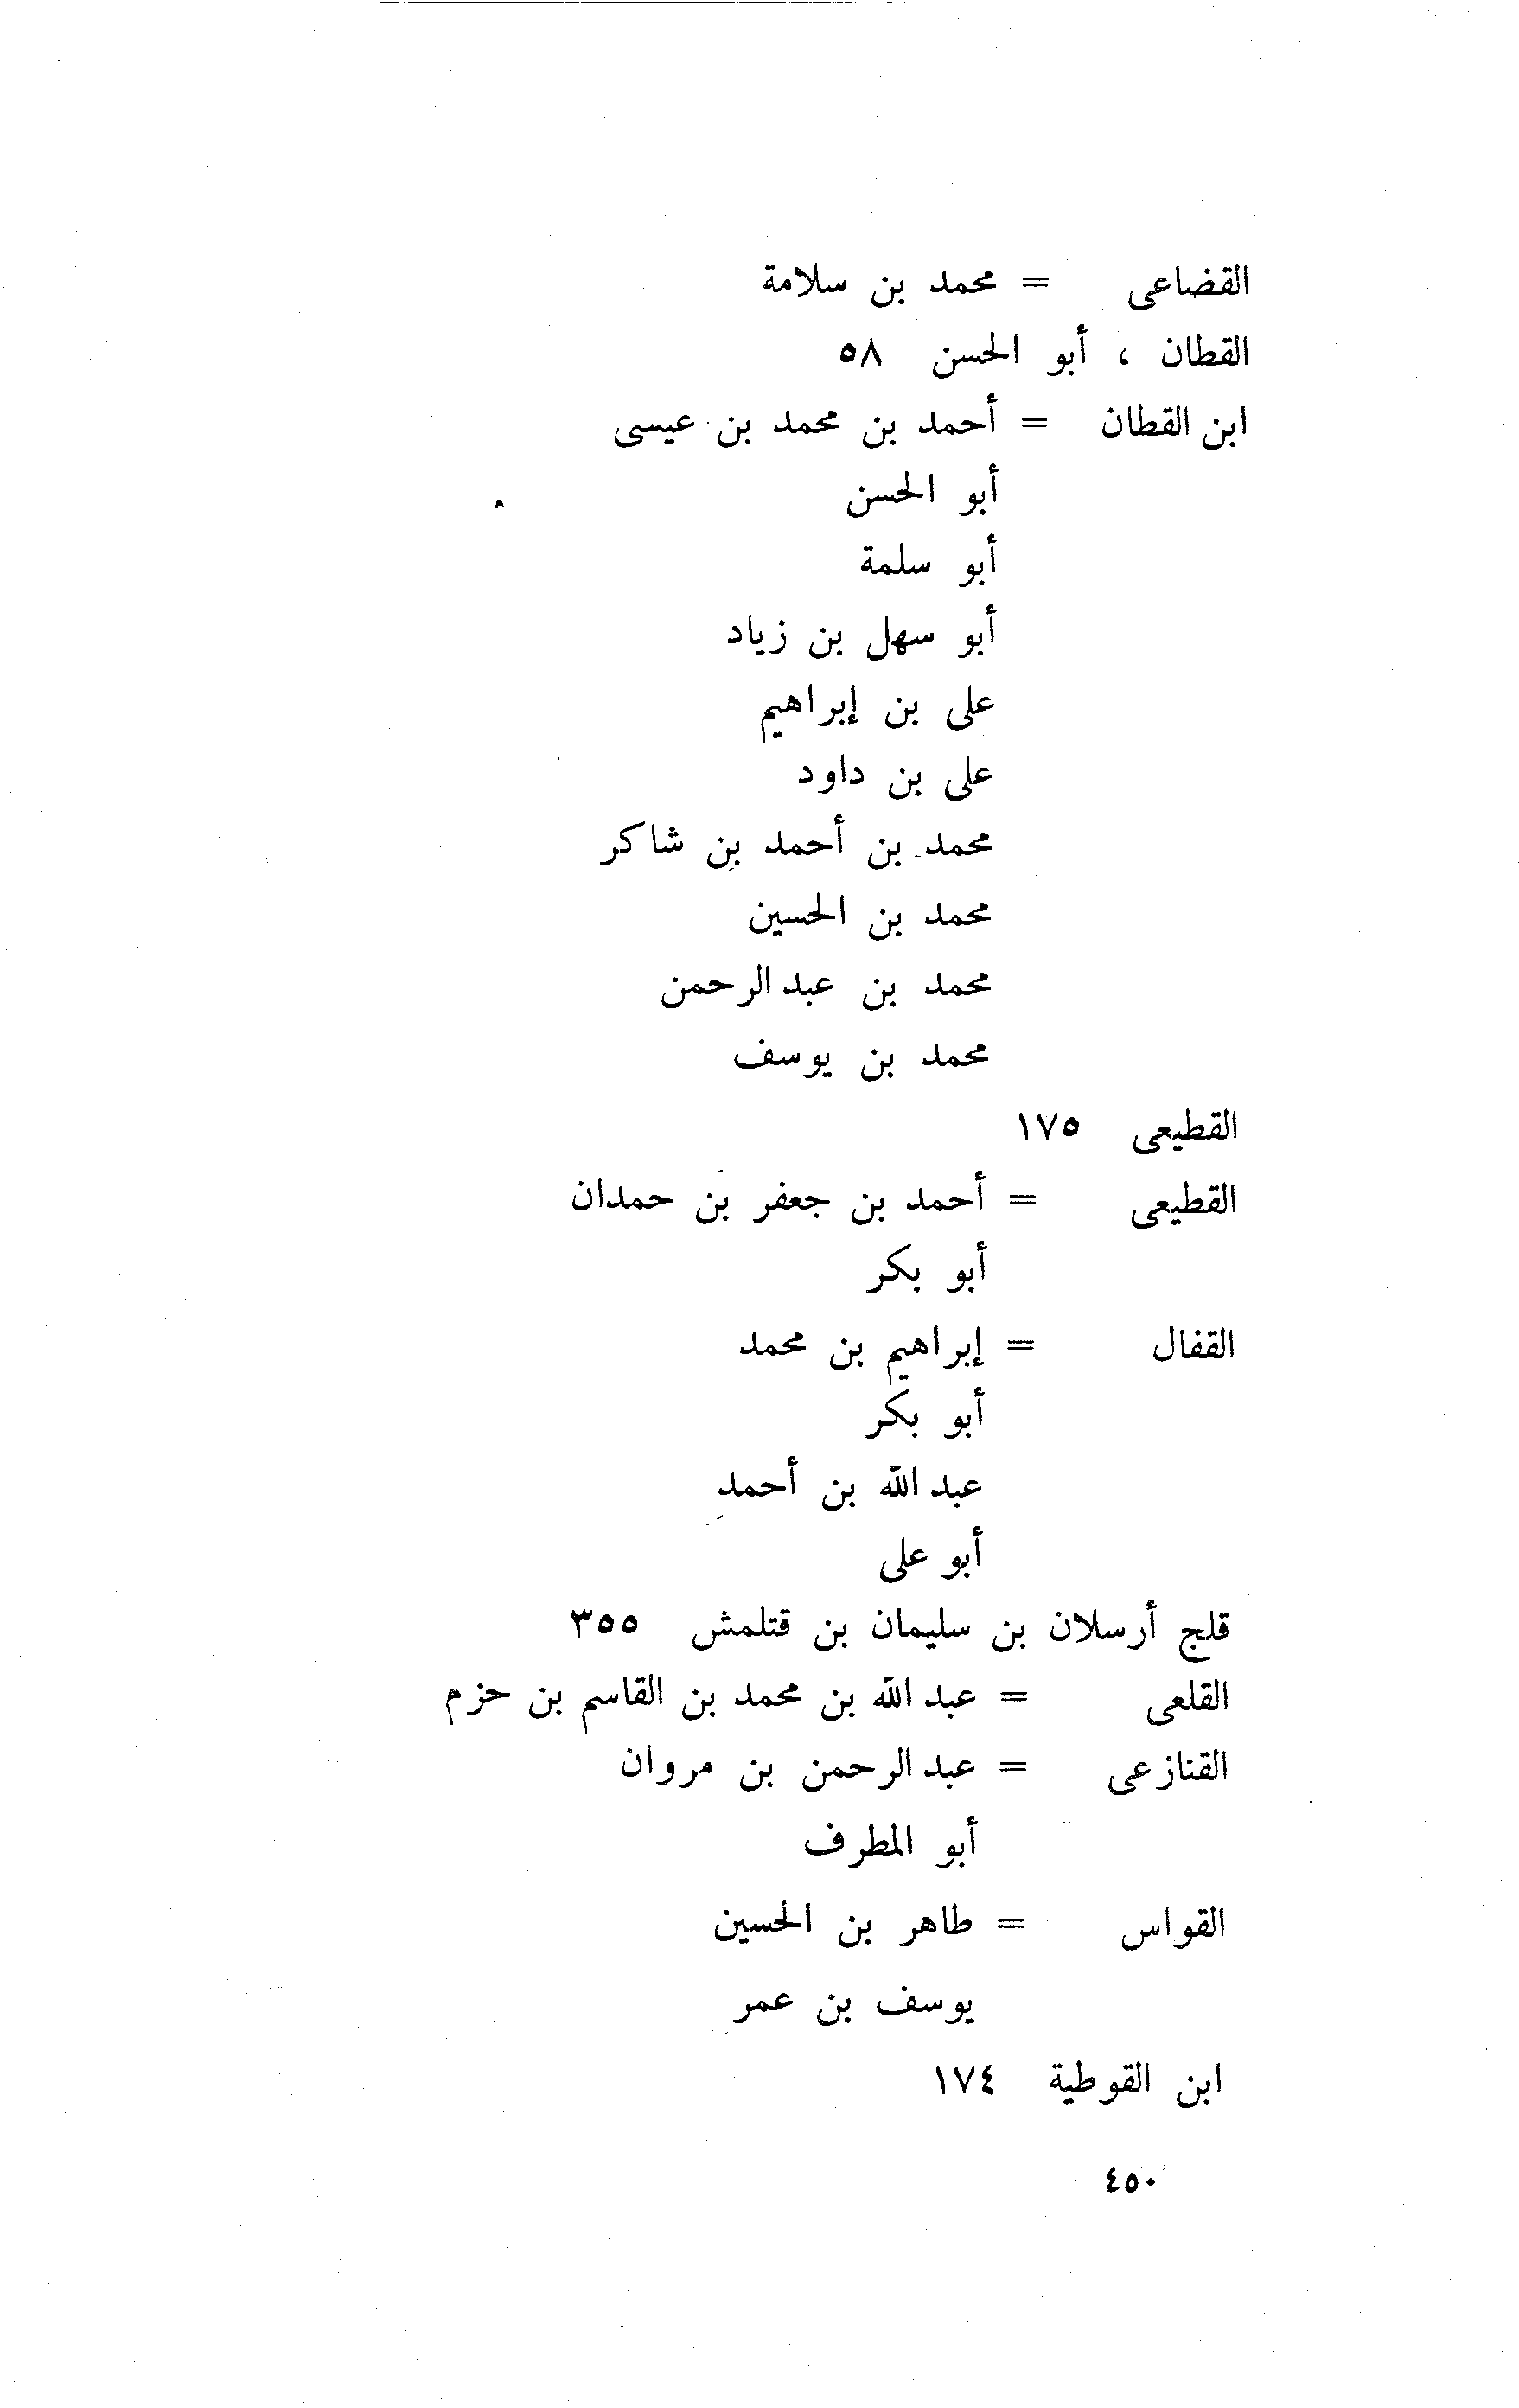 القضاعى = محمد بن سلامة
القطان ، أبو الحسن ٥٨
ابن القطان = أحمد بن محمد بن عيسى
أبو الحسن
أبو سلمة
أبو سهل بن زياد
على بن إبراهيم
على بن داود
محمد بن أحمد بن شاكر
محمد بن الحسين
محمد بن عبد الرحمن
محمد بن يوسف
القطيعى ١٧٥
القطيعى = أحمد بن جعفر بن حمدان
أبو بكر
القفال = إبراهيم بن محمد
أبو بكر
عبد الله بن أحمد
أبو على
قلج أرسلان بن سليمان بن قتلمش ٣٥٥
القلعى = عبد الله بن محمد بن القاسم بن حزم
القنازعى = عبد الرحمن بن مروان
أبو المطرف
القواس = طاهر بن الحسين
يوسف بن عمر
ابن القوطية ١٧٤
٤٥٠